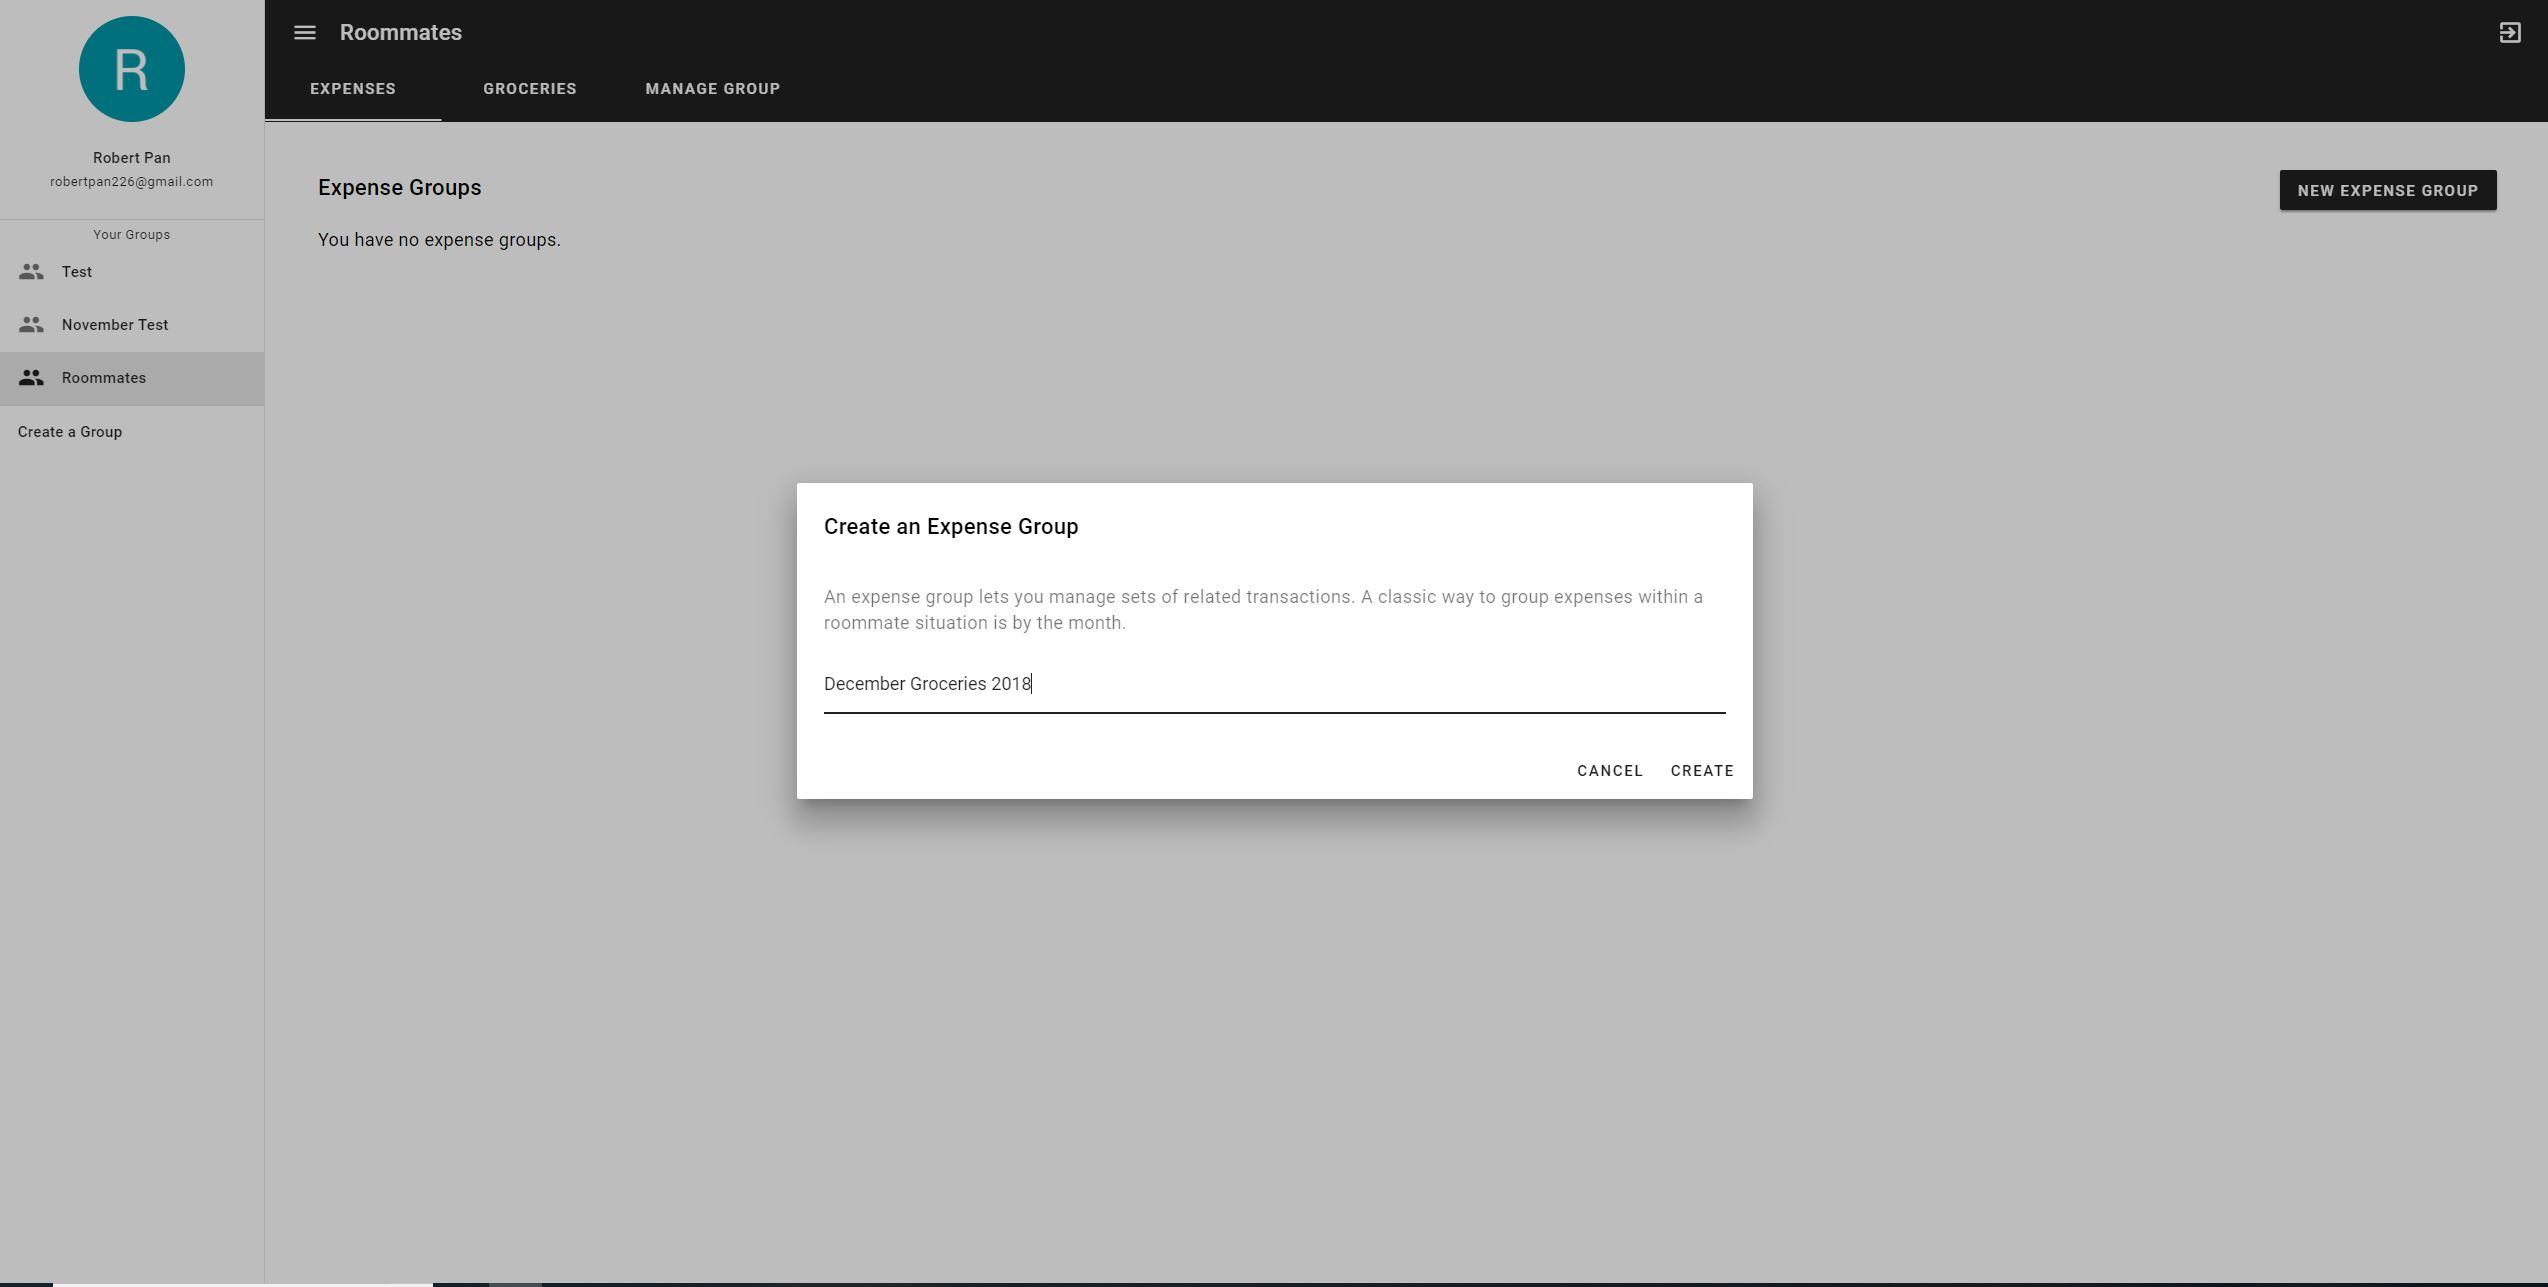 R
Robert Pan
robertpan226@gmail.com
Your Groups
Test
November Test
Roommates
Create a Group
Roommates
EXPENSES GROCERIES MANAGE GROUP
Expense Groups
NEW EXPENSE GROUP
You have no expense groups.
Create an Expense Group
An expense group lets you manage sets of related transactions. A classic way to group expenses within a
roommate situation is by the month.
December Groceries 2018
CANCEL CREATE